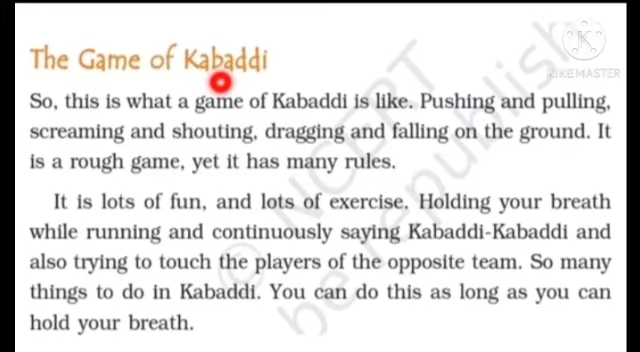 The Game of Kabaddi
KINEMASTER
So, this is what a game of Kabaddi is like. Pushing and pulling,
screaming and shouting, dragging and falling on the ground. It
is a rough game, yet it has many rules.
It is lots of fun, and lots of exercise. Holding your breath
while running and continuously saying Kabaddi-Kabaddi and
also trying to touch the players of the opposite team. So many
things to do in Kabaddi. You can do this as long as you can
hold your breath.
© NCERT
be republish